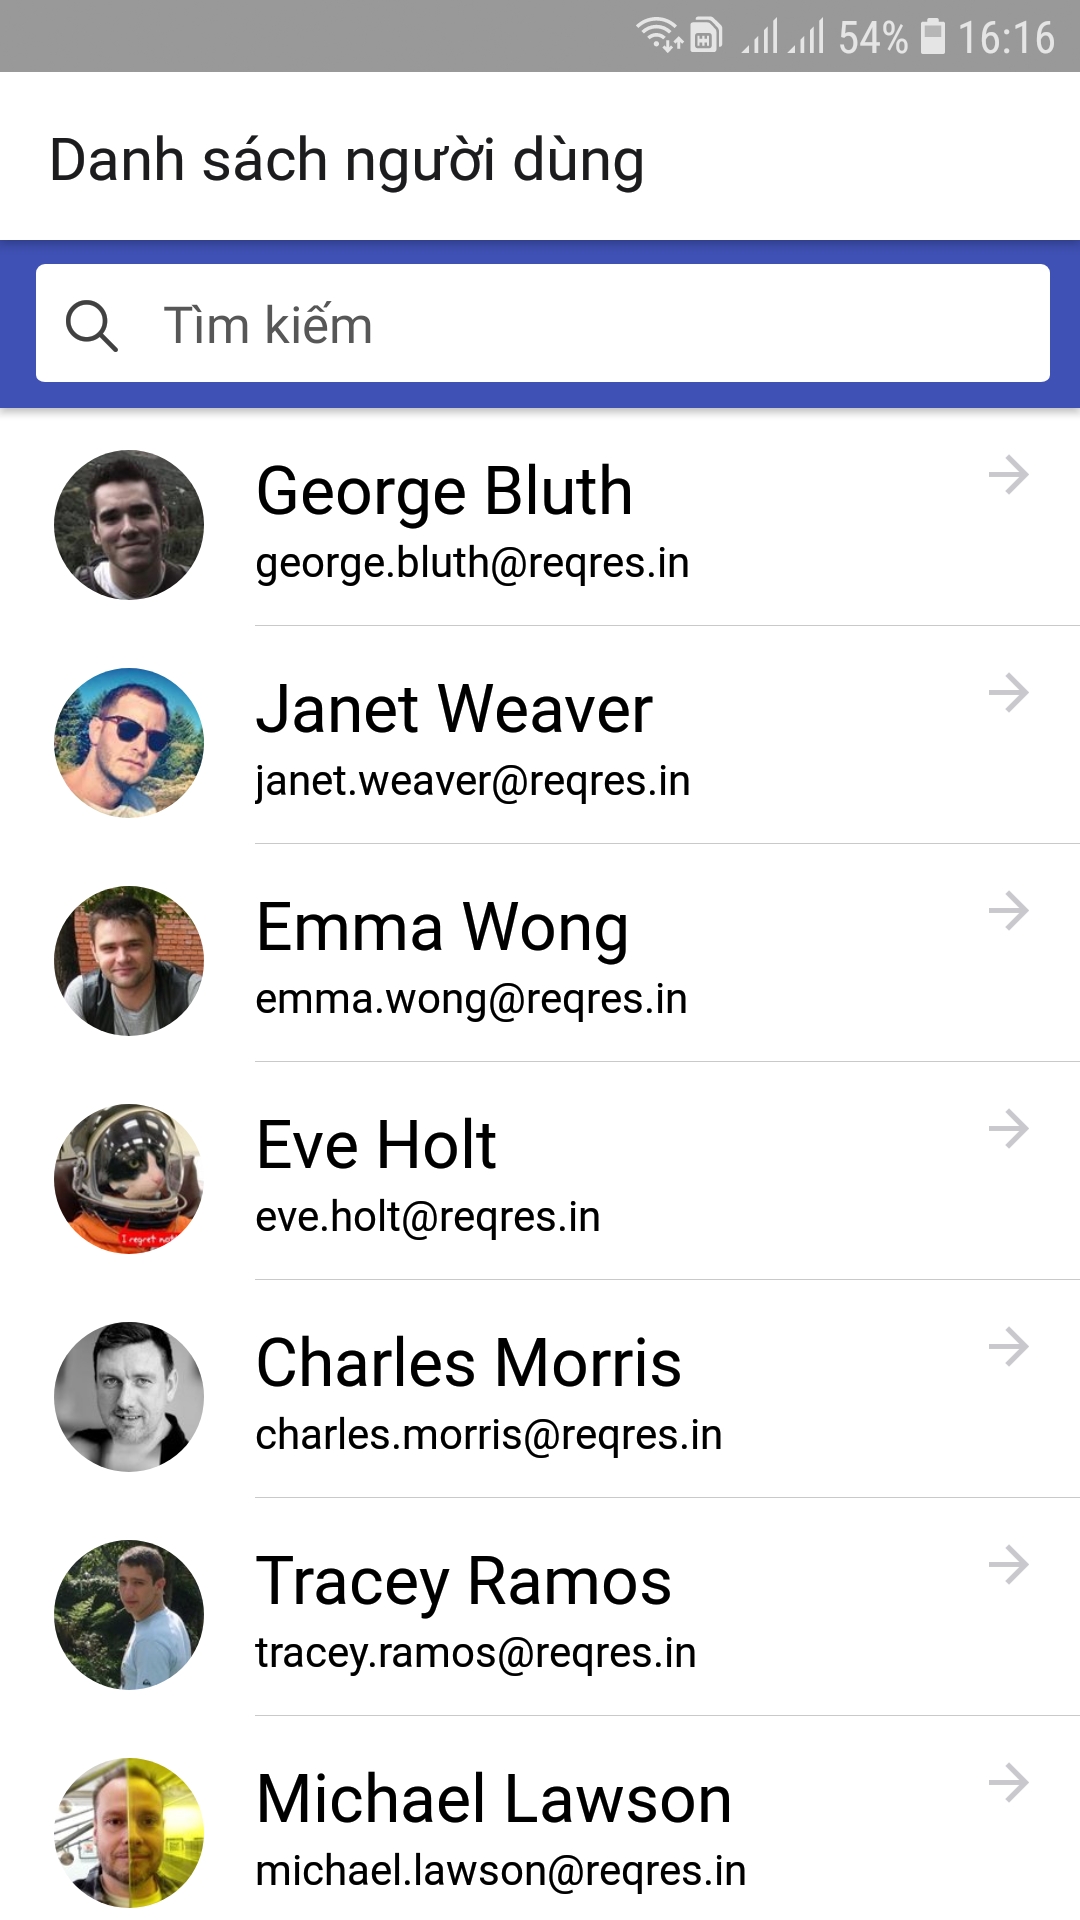 54% 16:16
Danh sách người dùng
Tìm kiếm
George Bluth
george.bluth@reqres.in
Janet Weaver
janet.weaver@reqres.in
Emma Wong
emma.wong@reqres.in
Eve Holt
eve.holt@reqres.in
I regret not
Charles Morris
charles.morris@reqres.in
Tracey Ramos
tracey.ramos@reqres.in
Michael Lawson
michael.lawson@reqres.in